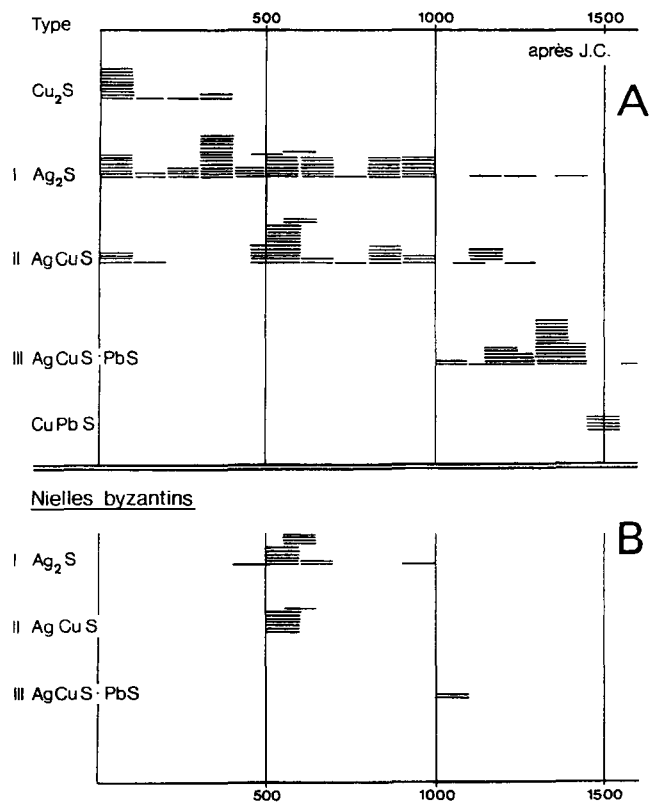 Type 500 1000 1500
après J.C.
A
Cu₂S
I Ag₂S
II AgCuS
III AgCuS·PbS
CuPbS
Nielles byzantins
B
I Ag₂S
II AgCuS
III AgCuS·PbS
500 1000 1500